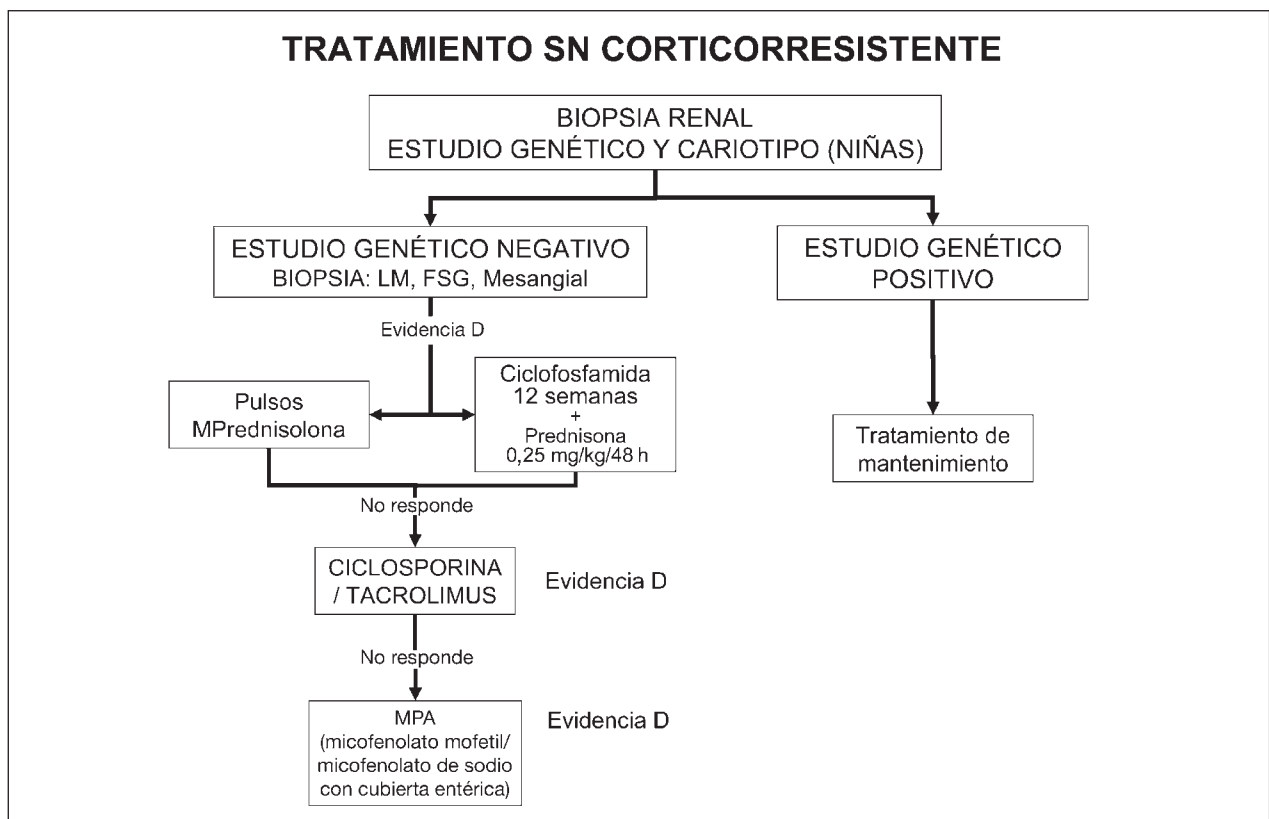 TRATAMIENTO SN CORTICORRESISTENTE
BIOPSIA RENAL
ESTUDIO GENÉTICO Y CARIOTIPO (NIÑAS)
ESTUDIO GENÉTICO NEGATIVO
BIOPSIA: LM, FSG, Mesangial
ESTUDIO GENÉTICO
POSITIVO
Evidencia D
Pulsos
MPrednisolona
Ciclofosfamida
12 semanas
+
Prednisona
0,25 mg/kg/48 h
Tratamiento de
mantenimiento
No responde
CICLOSPORINA
/ TACROLIMUS
Evidencia D
No responde
MPA
(micofenolato mofetil/
micofenolato de sodio
con cubierta entérica)
Evidencia D